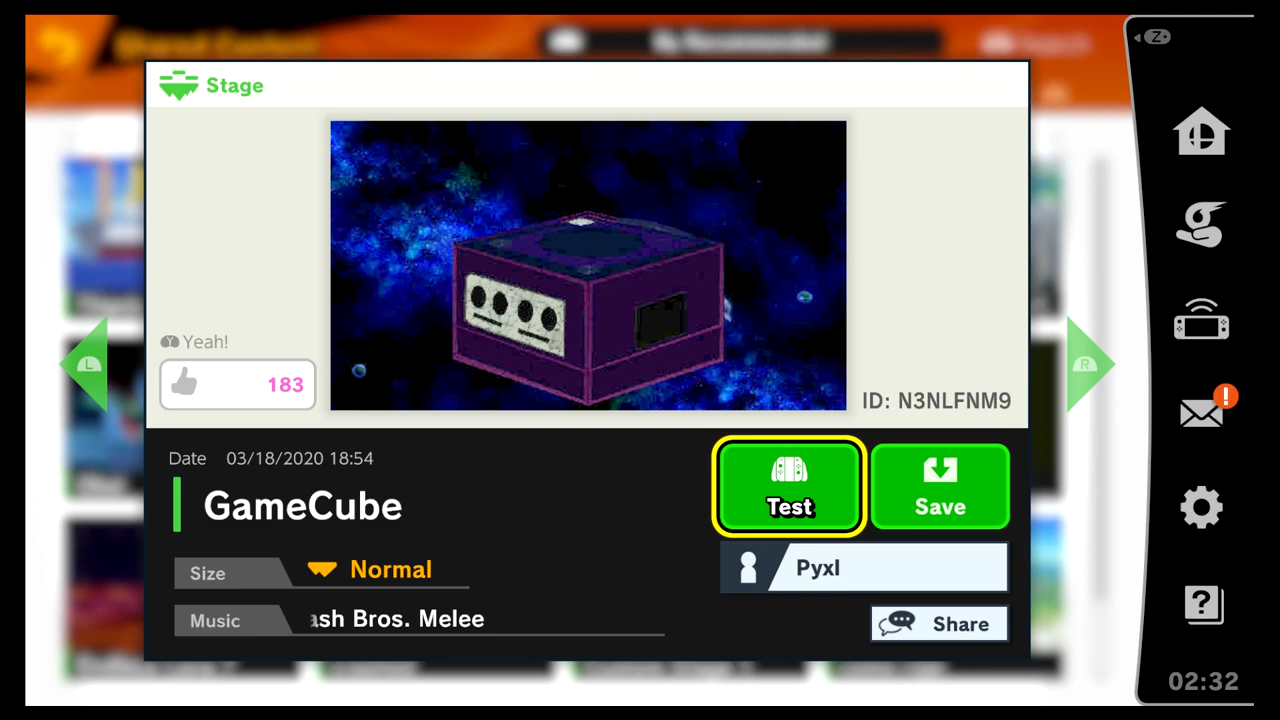 Z
Stage
Yeah!
183
ID: N3NLFNM9
L
R
Date 03/18/2020 18:54
GameCube
Test
Save
Size Normal
Pyxl
Music ash Bros. Melee
Share
!
?
02:32